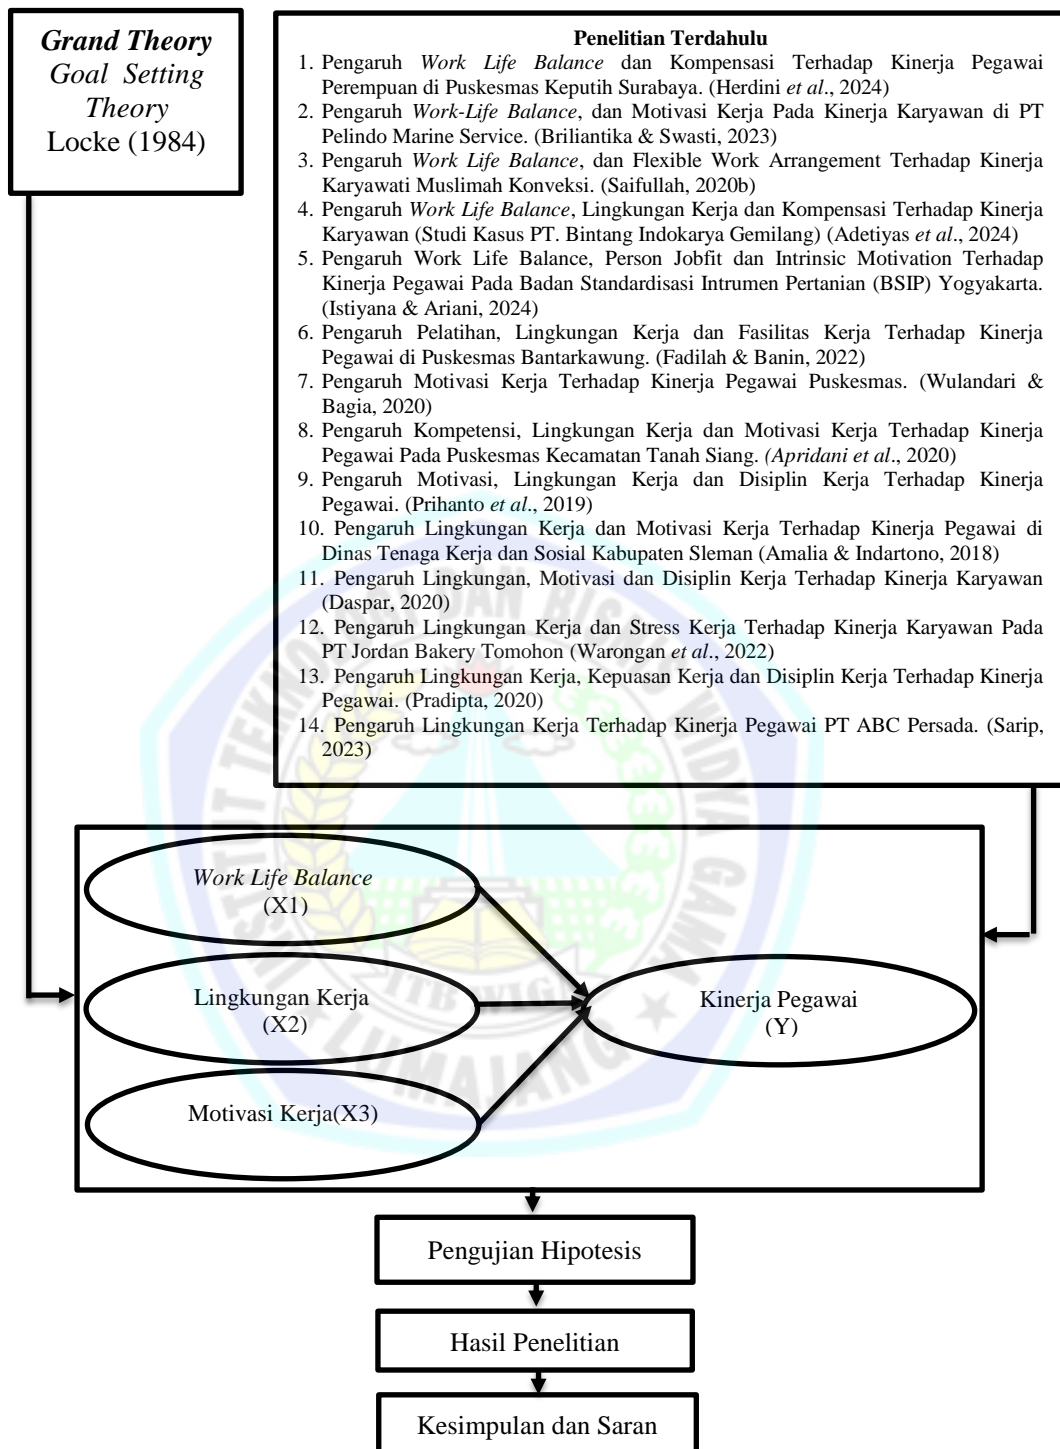 Grand Theory
Goal Setting
Theory
Locke (1984)
Penelitian Terdahulu
1. Pengaruh Work Life Balance dan Kompensasi Terhadap Kinerja Pegawai
Perempuan di Puskesmas Keputih Surabaya. (Herdini et al., 2024)
2. Pengaruh Work-Life Balance, dan Motivasi Kerja Pada Kinerja Karyawan di PT
Pelindo Marine Service. (Briliantika & Swasti, 2023)
3. Pengaruh Work Life Balance, dan Flexible Work Arrangement Terhadap Kinerja
Karyawati Muslimah Konveksi. (Saifullah, 2020b)
4. Pengaruh Work Life Balance, Lingkungan Kerja dan Kompensasi Terhadap Kinerja
Karyawan (Studi Kasus PT. Bintang Indokarya Gemilang) (Adetiyas et al., 2024)
5. Pengaruh Work Life Balance, Person Jobfit dan Intrinsic Motivation Terhadap
Kinerja Pegawai Pada Badan Standardisasi Intrumen Pertanian (BSIP) Yogyakarta.
(Istiyana & Ariani, 2024)
6. Pengaruh Pelatihan, Lingkungan Kerja dan Fasilitas Kerja Terhadap Kinerja
Pegawai di Puskesmas Bantarkawung. (Fadilah & Banin, 2022)
7. Pengaruh Motivasi Kerja Terhadap Kinerja Pegawai Puskesmas. (Wulandari &
Bagia, 2020)
8. Pengaruh Kompetensi, Lingkungan Kerja dan Motivasi Kerja Terhadap Kinerja
Pegawai Pada Puskesmas Kecamatan Tanah Siang. (Apridani et al., 2020)
9. Pengaruh Motivasi, Lingkungan Kerja dan Disiplin Kerja Terhadap Kinerja
Pegawai. (Prihanto et al., 2019)
10. Pengaruh Lingkungan Kerja dan Motivasi Kerja Terhadap Kinerja Pegawai di
Dinas Tenaga Kerja dan Sosial Kabupaten Sleman (Amalia & Indartono, 2018)
11. Pengaruh Lingkungan, Motivasi dan Disiplin Kerja Terhadap Kinerja Karyawan
(Daspar, 2020)
12. Pengaruh Lingkungan Kerja dan Stress Kerja Terhadap Kinerja Karyawan Pada
PT Jordan Bakery Tomohon (Warongan et al., 2022)
13. Pengaruh Lingkungan Kerja, Kepuasan Kerja dan Disiplin Kerja Terhadap Kinerja
Pegawai. (Pradipta, 2020)
14. Pengaruh Lingkungan Kerja Terhadap Kinerja Pegawai PT ABC Persada. (Sarip,
2023)
INSTITUT TEKNOLOGI DAN BISNIS WIDYA GAMA
ITB WIGA
LUMAJANG
Work Life Balance
(X1)
Lingkungan Kerja
(X2)
Motivasi Kerja(X3)
Kinerja Pegawai
(Y)
Pengujian Hipotesis
Hasil Penelitian
Kesimpulan dan Saran